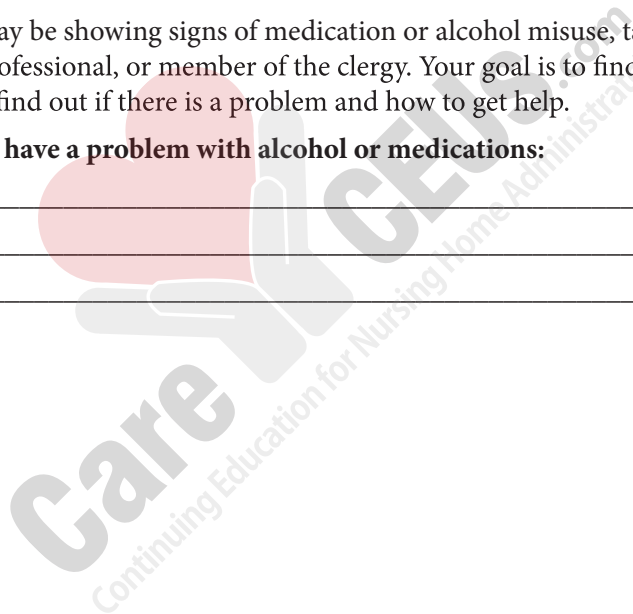 ay be showing signs of medication or alcohol misuse, ta
ofessional, or member of the clergy. Your goal is to find
find out if there is a problem and how to get help.
have a problem with alcohol or medications:
Care CEUS.com
Continuing Education for Nursing Home Administrat